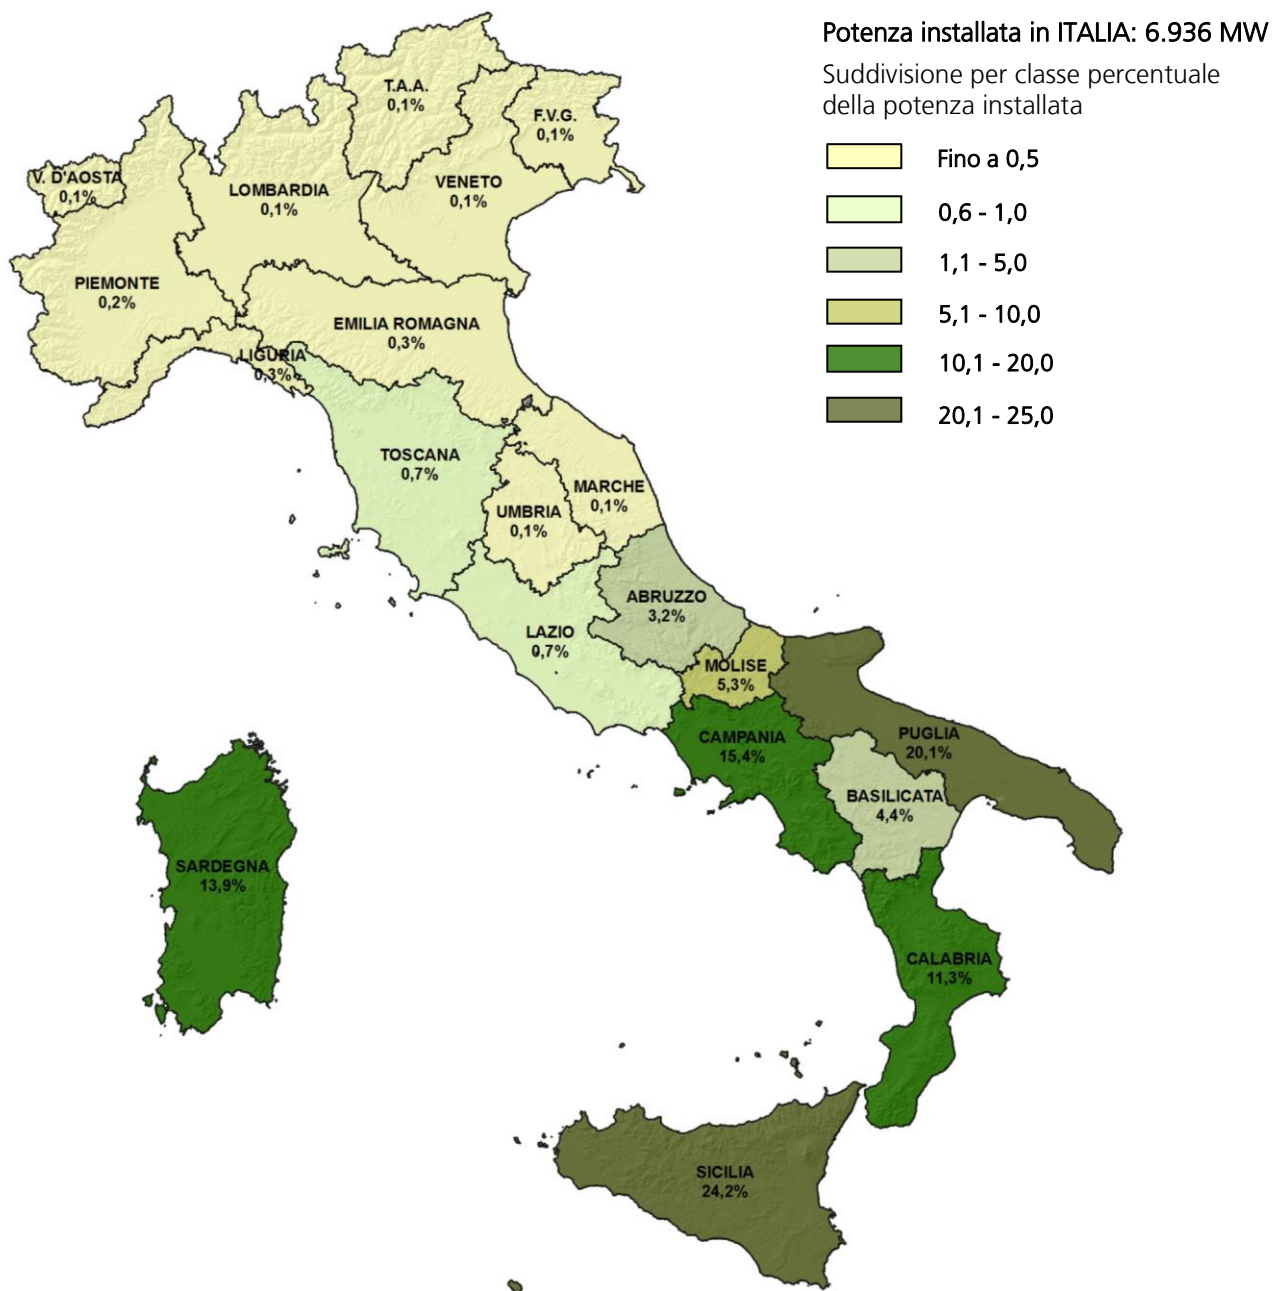 Potenza installata in ITALIA: 6.936 MW
Suddivisione per classe percentuale
della potenza installata
Fino a 0,5
0,6 - 1,0
1,1 - 5,0
5,1 - 10,0
10,1 - 20,0
20,1 - 25,0
T.A.A.
0,1%
F.V.G.
0,1%
V. D'AOSTA
0,1%
LOMBARDIA
0,1%
VENETO
0,1%
PIEMONTE
0,2%
EMILIA ROMAGNA
0,3%
LIGURIA
0,3%
TOSCANA
0,7%
MARCHE
0,1%
UMBRIA
0,1%
ABRUZZO
3,2%
LAZIO
0,7%
MOLISE
5,3%
CAMPANIA
15,4%
PUGLIA
20,1%
BASILICATA
4,4%
SARDEGNA
13,9%
CALABRIA
11,3%
SICILIA
24,2%